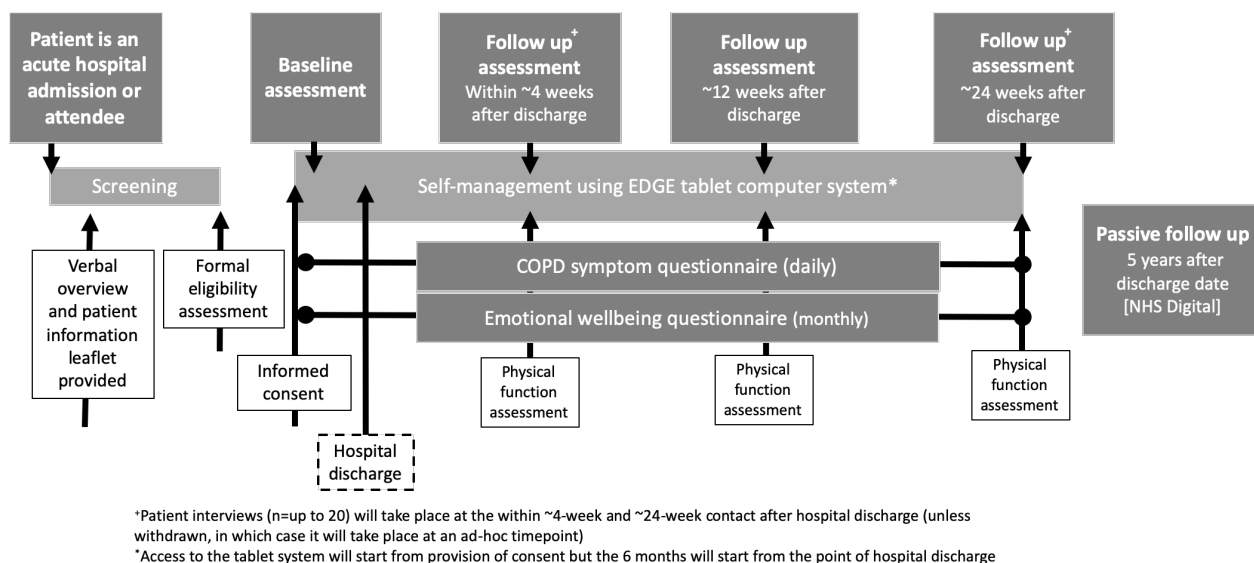 Patient is an
acute hospital
admission or
attendee
Baseline
assessment
Follow up+
assessment
Within ~4 weeks
after discharge
Follow up
assessment
~12 weeks after
discharge
Follow up+
assessment
~24 weeks after
discharge
Screening
Self-management using EDGE tablet computer system*
Verbal
overview
and patient
information
leaflet
provided
Formal
eligibility
assessment
COPD symptom questionnaire (daily)
Emotional wellbeing questionnaire (monthly)
Passive follow up
5 years after
discharge date
[NHS Digital]
Informed
consent
Physical
function
assessment
Physical
function
assessment
Physical
function
assessment
Hospital
discharge
+Patient interviews (n=up to 20) will take place at the within ~4-week and ~24-week contact after hospital discharge (unless
withdrawn, in which case it will take place at an ad-hoc timepoint)
*Access to the tablet system will start from provision of consent but the 6 months will start from the point of hospital discharge